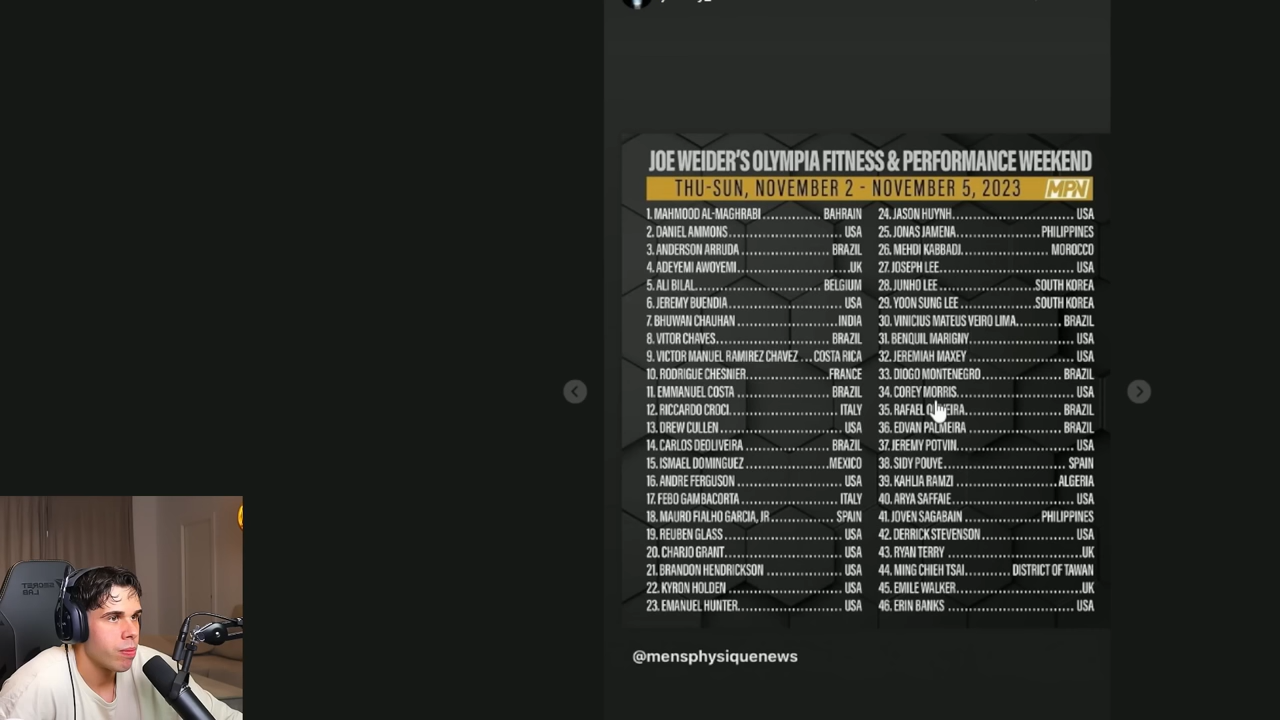 JOE WEIDER'S OLYMPIA FITNESS & PERFORMANCE WEEKEND
THU-SUN, NOVEMBER 2 - NOVEMBER 5, 2023 MPN
1. MAHMOOD AL-MAGHRABI ............. BAHRAIN
2. DANIEL AMMONS ............. USA
3. ANDERSON ARRUDA ............. BRAZIL
4. ADEYEMI AWOYEMI ............. UK
5. ALI BILAL ............. BELGIUM
6. JEREMY BUENDIA ............. USA
7. BHUWAN CHAUHAN ............. INDIA
8. VITOR CHAVES ............. BRAZIL
9. VICTOR MANUEL RAMIREZ CHAVEZ ... COSTA RICA
10. RODRIGUE CHESNIER ............. FRANCE
11. EMMANUEL COSTA ............. BRAZIL
12. RICCARDO CROCI ............. ITALY
13. DREW CULLEN ............. USA
14. CARLOS DEOLIVEIRA ............. BRAZIL
15. ISMAEL DOMINGUEZ ............. MEXICO
16. ANDRE FERGUSON ............. USA
17. FEBO GAMBACORTA ............. ITALY
18. MAURO FIALHO GARCIA, JR ............. SPAIN
19. REUBEN GLASS ............. USA
20. CHARJO GRANT ............. USA
21. BRANDON HENDRICKSON ............. USA
22. KYRON HOLDEN ............. USA
23. EMANUEL HUNTER ............. USA
24. JASON HUYNH ............. USA
25. JONAS JAMENA ............. PHILIPPINES
26. MEHDI KABBADJ ............. MOROCCO
27. JOSEPH LEE ............. USA
28. JUNHO LEE ............. SOUTH KOREA
29. YOON SUNG LEE ............. SOUTH KOREA
30. VINICIUS MATEUS VEIRO LIMA .......... BRAZIL
31. BENQUIL MARIGNY ............. USA
32. JEREMIAH MAXEY ............. USA
33. DIOGO MONTENEGRO ............. BRAZIL
34. COREY MORRIS ............. USA
35. RAFAEL ............. BRAZIL
36. EDVAN PALMEIRA ............. BRAZIL
37. JEREMY POTVIN ............. USA
38. SIDY POUYE ............. SPAIN
39. KAHLIA RAMZI ............. ALGERIA
40. ARYA SAFFAIE ............. USA
41. JOVEN SAGABAIN ............. PHILIPPINES
42. DERRICK STEVENSON ............. USA
43. RYAN TERRY ............. UK
44. MING CHIEH TSAI .......... DISTRICT OF TAWAN
45. EMILE WALKER ............. UK
46. ERIN BANKS ............. USA
@mensphysiquenews